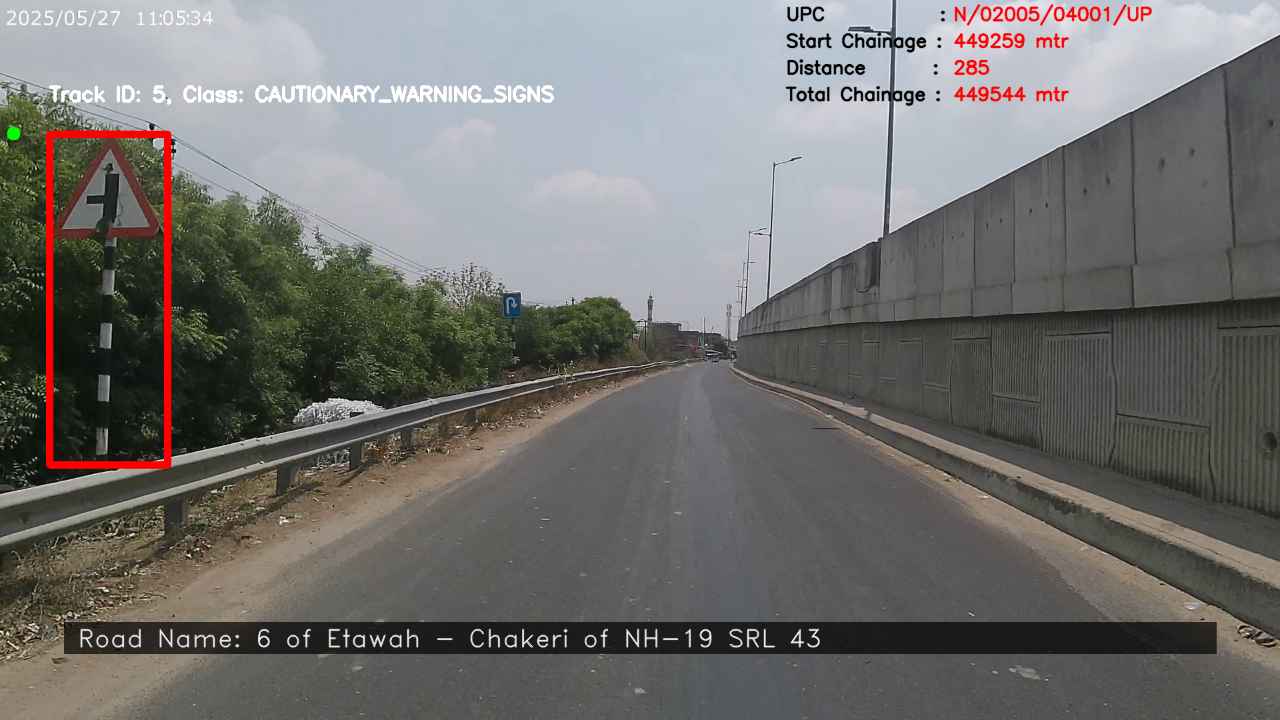 2025/05/27 11:05:34
UPC : N/02005/04001/UP
Start Chainage : 449259 mtr
Distance : 285
Total Chainage : 449544 mtr
Track ID: 5, Class: CAUTIONARY_WARNING_SIGNS
Road Name: 6 of Etawah - Chakeri of NH-19 SRL 43